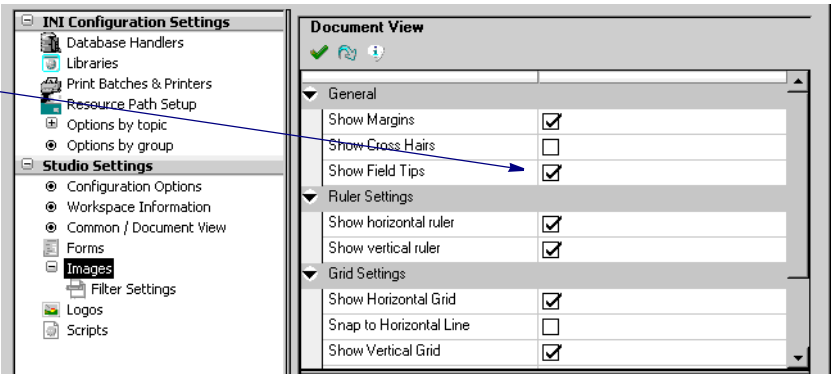 INI Configuration Settings
Database Handlers
Libraries
Print Batches & Printers
Resource Path Setup
Options by topic
Options by group
Studio Settings
Configuration Options
Workspace Information
Common / Document View
Forms
Images
Filter Settings
Logos
Scripts
Document View
General
Show Margins
Show Cross Hairs
Show Field Tips
Ruler Settings
Show horizontal ruler
Show vertical ruler
Grid Settings
Show Horizontal Grid
Snap to Horizontal Line
Show Vertical Grid